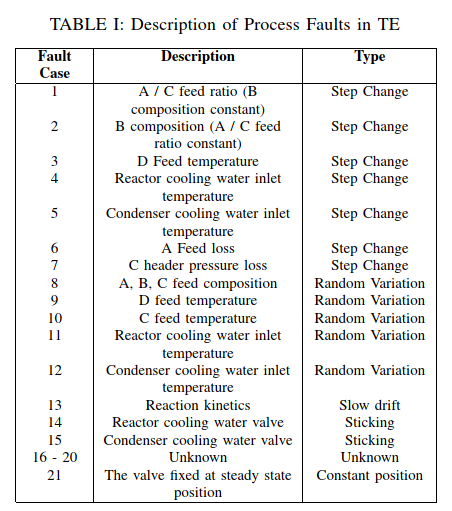 TABLE I: Description of Process Faults in TE
Fault Case Description Type
1 A / C feed ratio (B composition constant) Step Change
2 B composition (A / C feed ratio constant) Step Change
3 D Feed temperature Step Change
4 Reactor cooling water inlet temperature Step Change
5 Condenser cooling water inlet temperature Step Change
6 A Feed loss Step Change
7 C header pressure loss Step Change
8 A, B, C feed composition Random Variation
9 D feed temperature Random Variation
10 C feed temperature Random Variation
11 Reactor cooling water inlet temperature Random Variation
12 Condenser cooling water inlet temperature Random Variation
13 Reaction kinetics Slow drift
14 Reactor cooling water valve Sticking
15 Condenser cooling water valve Sticking
16 - 20 Unknown Unknown
21 The valve fixed at steady state position Constant position